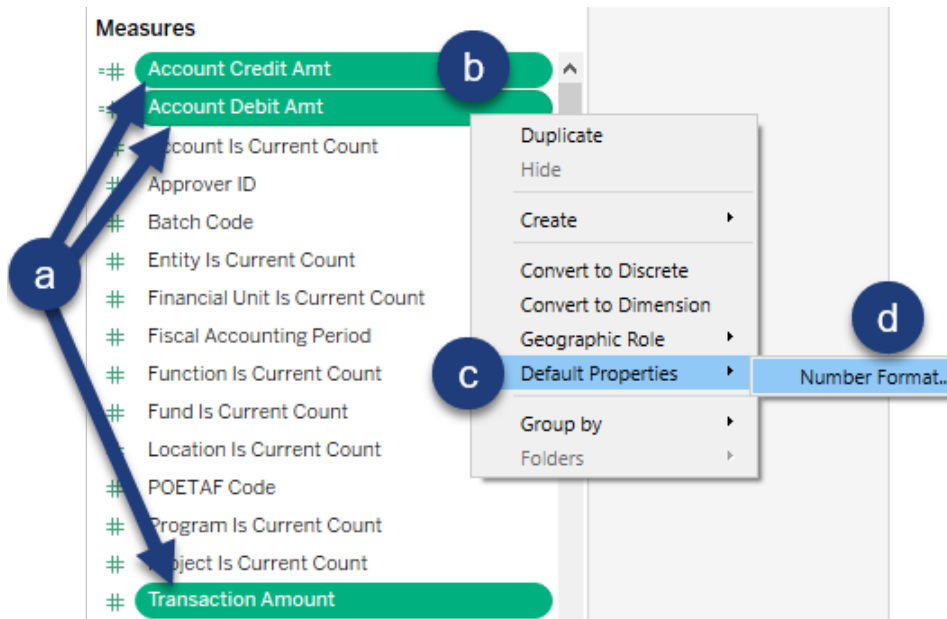 Measures
=# Account Credit Amt
b
=# Account Debit Amt
# Account Is Current Count
# Approver ID
# Batch Code
# Entity Is Current Count
a
# Financial Unit Is Current Count
# Fiscal Accounting Period
# Function Is Current Count
# Fund Is Current Count
# Location Is Current Count
# POETAF Code
# Program Is Current Count
# Project Is Current Count
# Transaction Amount
Duplicate
Hide
Create
Convert to Discrete
Convert to Dimension
Geographic Role
c
Default Properties
Group by
Folders
d
Number Format..